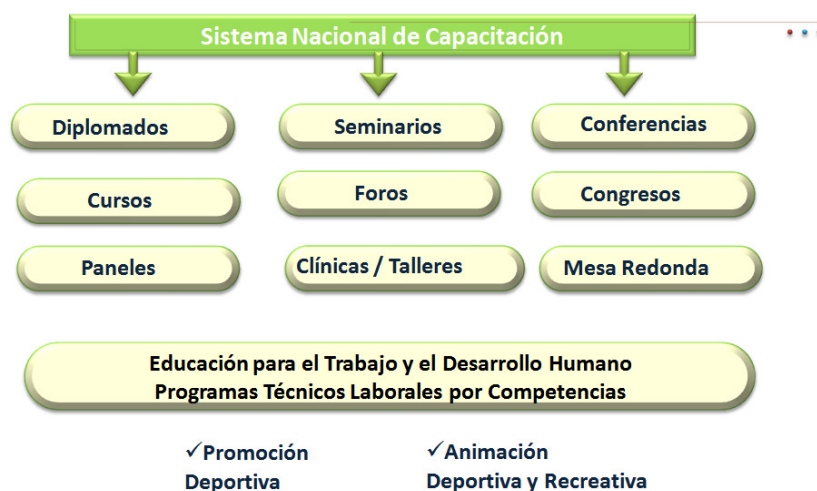 Sistema Nacional de Capacitación
Diplomados
Seminarios
Conferencias
Cursos
Foros
Congresos
Paneles
Clínicas / Talleres
Mesa Redonda
Educación para el Trabajo y el Desarrollo Humano
Programas Técnicos Laborales por Competencias
✓Promoción
Deportiva
✓Animación
Deportiva y Recreativa